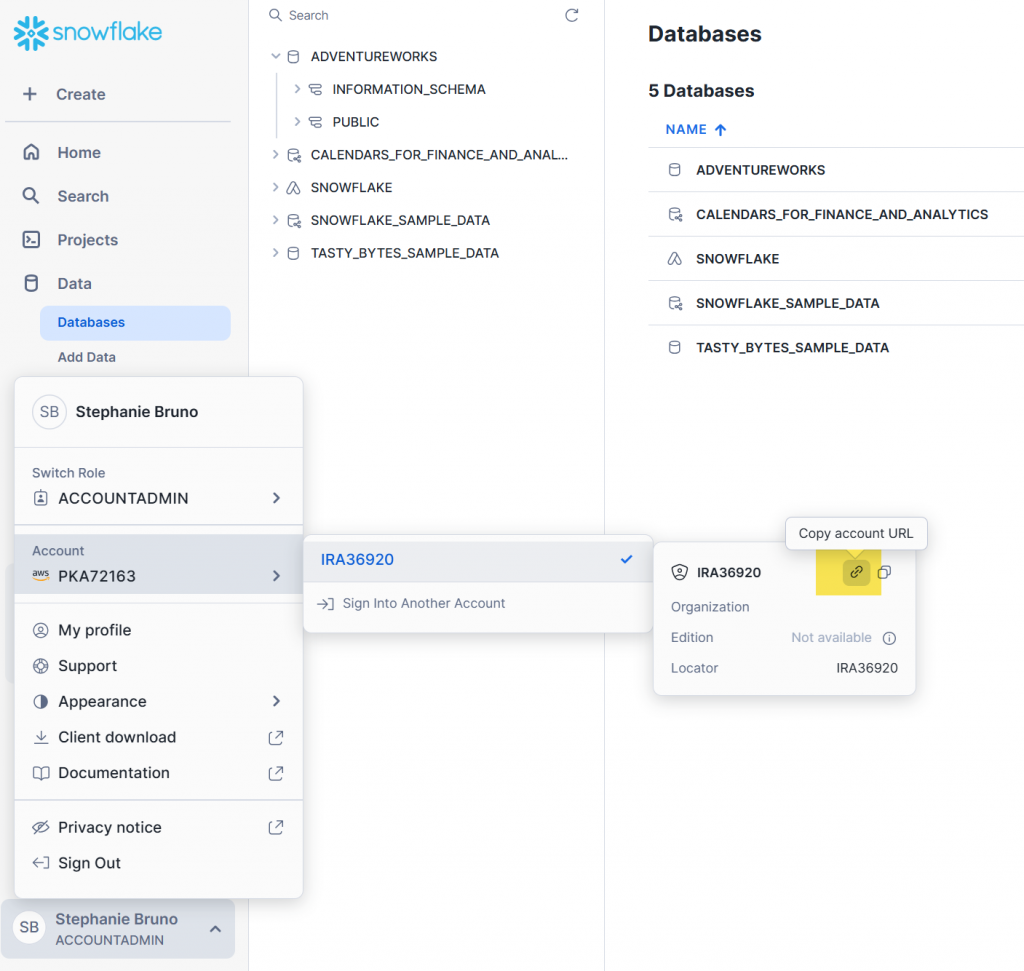 snowflake
Create
Home
Search
Projects
Data
Databases
Add Data
SB Stephanie Bruno
Switch Role
ACCOUNTADMIN
Account
aws PKA72163
My profile
Support
Appearance
Client download
Documentation
Privacy notice
Sign Out
SB Stephanie Bruno
ACCOUNTADMIN
Search
ADVENTUREWORKS
INFORMATION_SCHEMA
PUBLIC
CALENDARS_FOR_FINANCE_AND_ANAL...
SNOWFLAKE
SNOWFLAKE_SAMPLE_DATA
TASTY_BYTES_SAMPLE_DATA
IRA36920
Sign Into Another Account
Databases
5 Databases
NAME
ADVENTUREWORKS
CALENDARS_FOR_FINANCE_AND_ANALYTICS
SNOWFLAKE
SNOWFLAKE_SAMPLE_DATA
TASTY_BYTES_SAMPLE_DATA
Copy account URL
IRA36920
Organization
Edition Not available
Locator IRA36920